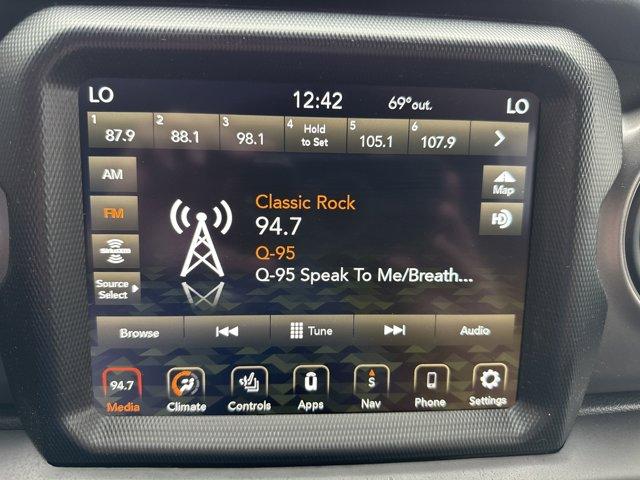 LO 12:42 69°out. LO
1 87.9 2 88.1 3 98.1 4 Hold to Set 5 105.1 6 107.9
AM
FM
SiriusXM
Source Select
Classic Rock
94.7
Q-95
Q-95 Speak To Me/Breath...
Map
HD
Browse Tune Audio
94.7 S
Media Climate Controls Apps Nav Phone Settings